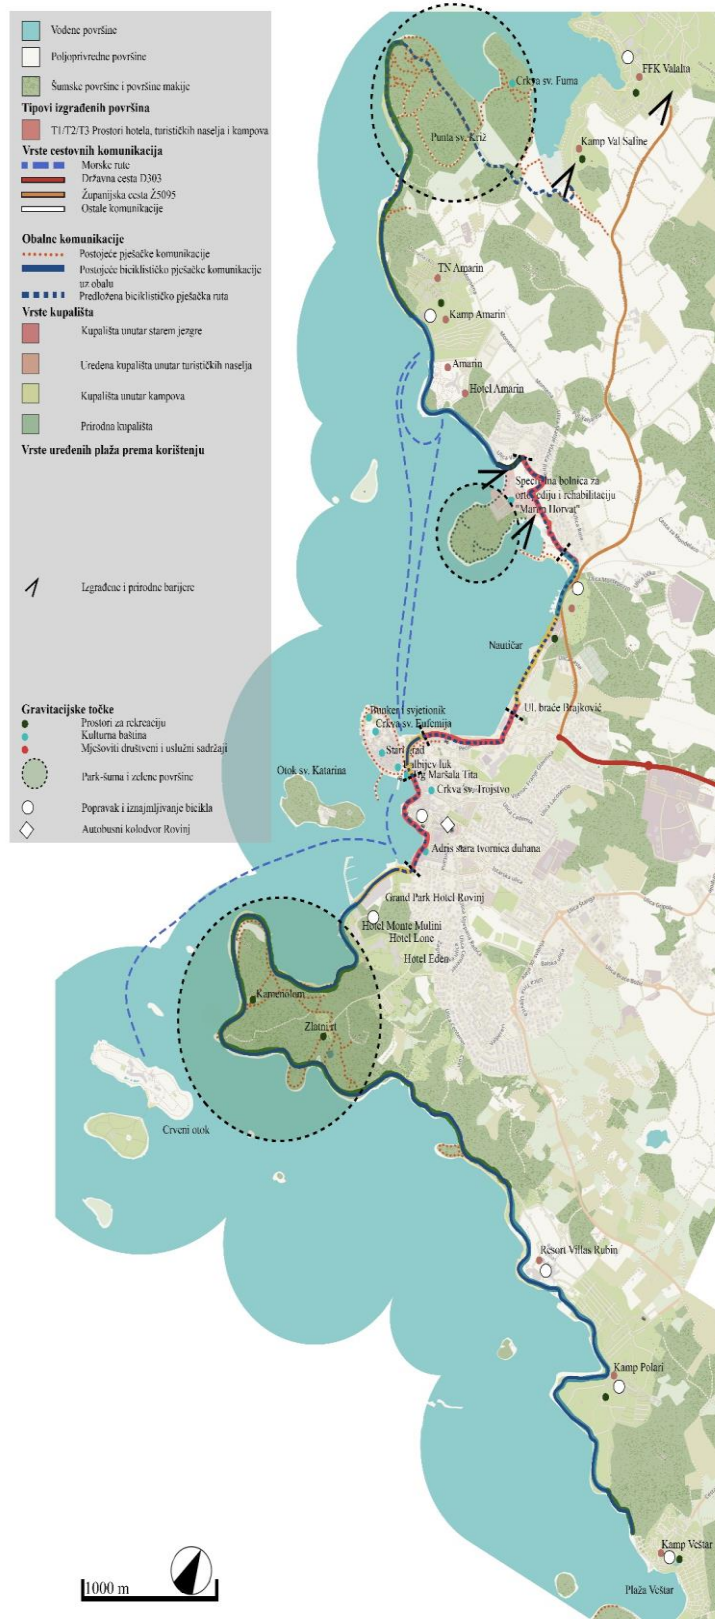 Vodene površine
Poljoprivredne površine
Šumske površine i površine makije
Tipovi izgrađenih površina
T1/T2/T3 Prostori hotela, turističkih naselja i kampova
Vrste cestovnih komunikacija
Morske rute
Državna cesta D303
Županijska cesta Ž5095
Ostale komunikacije
Obalne komunikacije
Postojeće pješačke komunikacije
Postojeće biciklističko pješačke komunikacije
uz obalu
Predložena biciklističko pješačka ruta
Vrste kupališta
Kupališta unutar starem jezgre
Uređena kupališta unutar turističkih naselja
Kupališta unutar kampova
Prirodna kupališta
Vrste uređenih plaža prema korištenju
Izgrađene i prirodne barijere
Gravitacijske točke
Prostori za rekreaciju
Kulturna baština
Mješoviti društveni i uslužni sadržaji
Park-šuma i zelene površine
Popravak i iznajmljivanje bicikla
Autobusni kolodvor Rovinj
FFK Valalta
Crkva sv. Fuma
Punta sv. Križ
Kamp Val Saline
TN Amarin
Kamp Amarin
Amarin
Hotel Amarin
Specijalna bolnica za
ortopediju i rehabilitaciju
"Martin Horvat"
Nautičar
Ul. braće Brajković
Bunker i svjetionik
Crkva sv. Eufemija
Stari grad
Balbijev luk
Trg Maršala Tita
Crkva sv. Trojstvo
Otok sv. Katarina
Adris stara tvornica duhana
Grand Park Hotel Rovinj
Hotel Monte Mulini
Hotel Lone
Hotel Eden
Kamenolom
Zlatni rt
Crveni otok
Resort Villas Rubin
Kamp Polari
Kamp Veštar
Plaža Veštar
1000 m